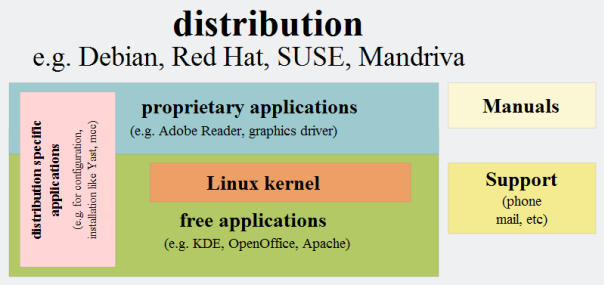 distribution
e.g. Debian, Red Hat, SUSE, Mandriva
distribution specific
applications
(e.g. for configuration,
installation like Yast, mcc)
proprietary applications
(e.g. Adobe Reader, graphics driver)
Linux kernel
free applications
(e.g. KDE, OpenOffice, Apache)
Manuals
Support
(phone
mail, etc)